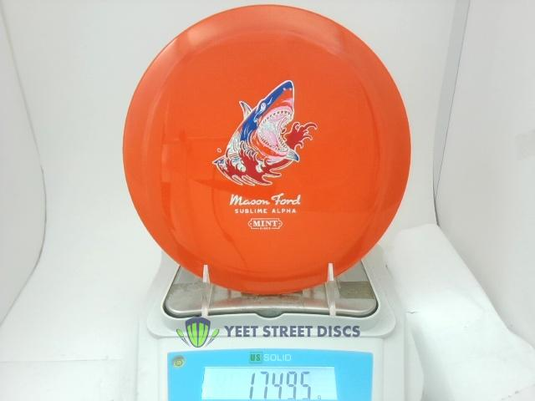 Mason Ford
SUBLIME ALPHA
MINT
YEET STREET DISCS
US SOLID
174.95